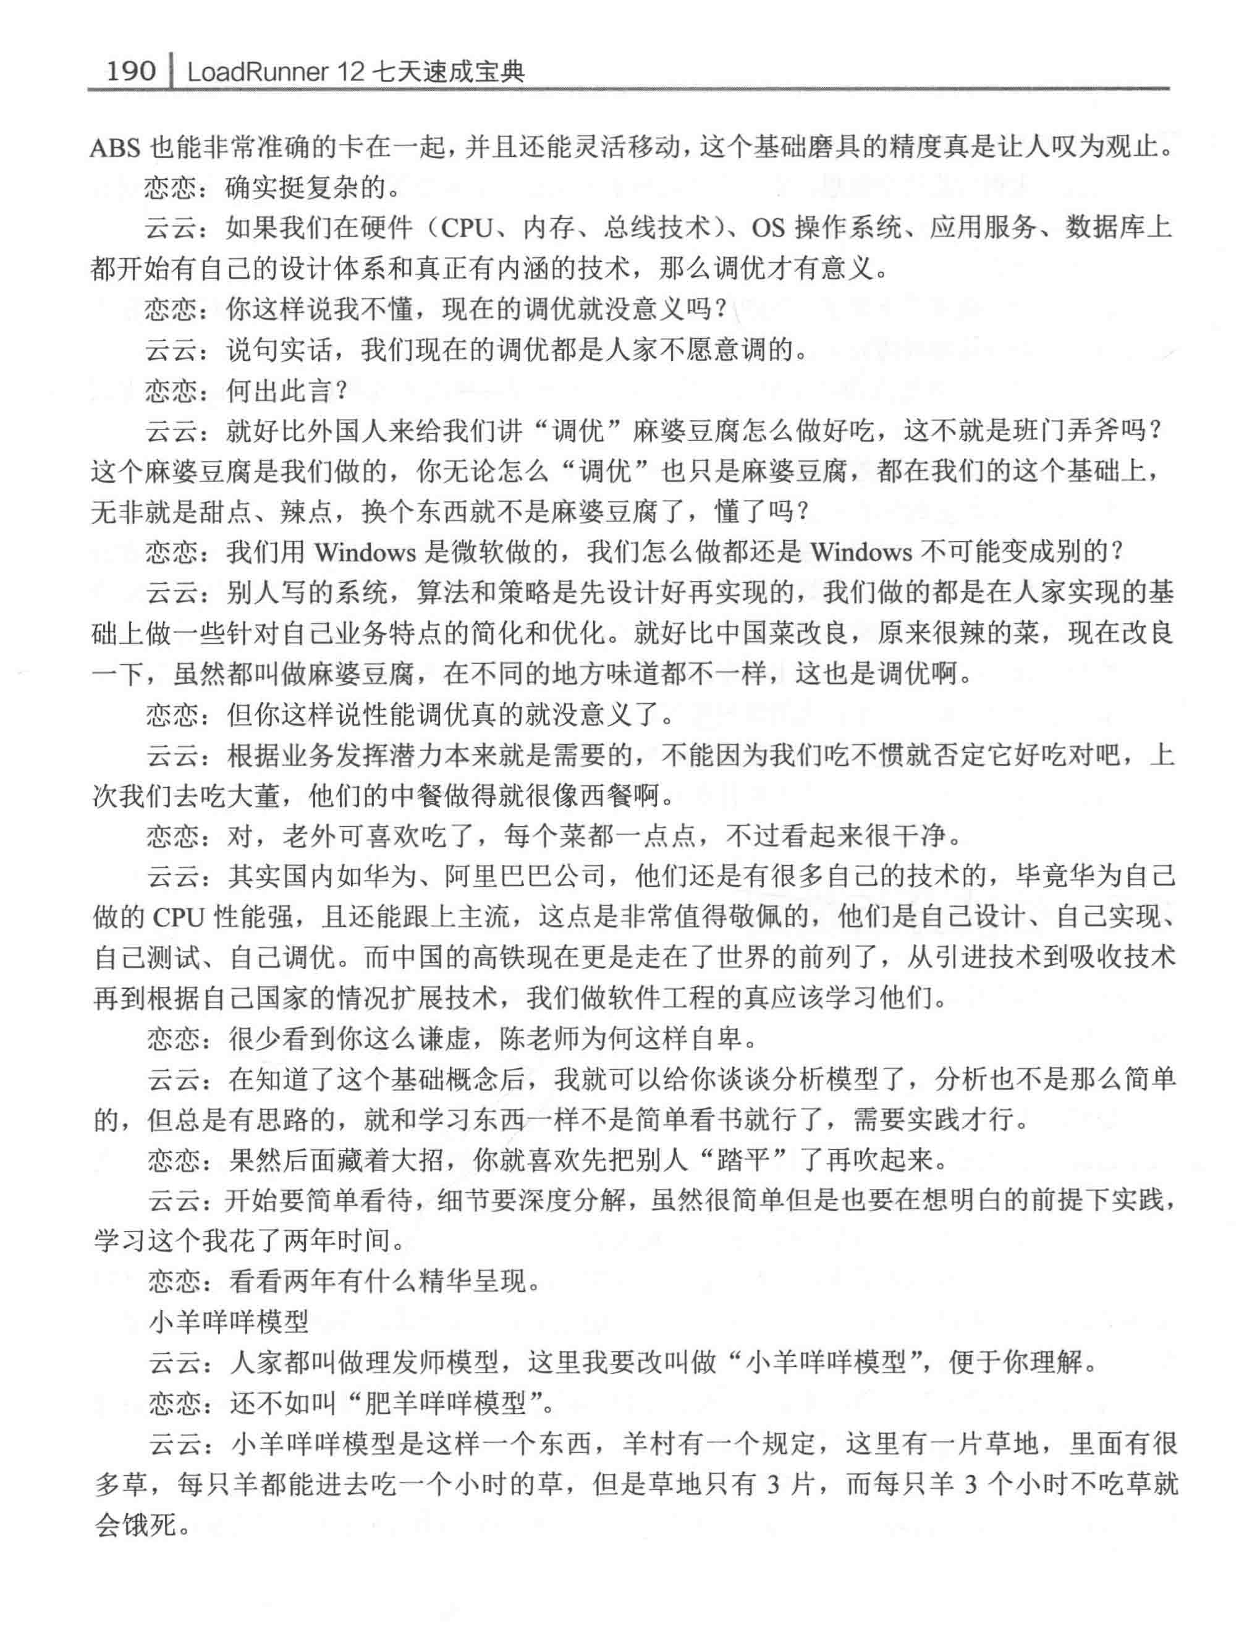 190 LoadRunner 12 七天速成宝典
ABS 也能非常准确的卡在一起，并且还能灵活移动，这个基础磨具的精度真是让人叹为观止。
恋恋：确实挺复杂的。
云云：如果我们在硬件（CPU、内存、总线技术）、OS 操作系统、应用服务、数据库上
都开始有自己的设计体系和真正有内涵的技术，那么调优才有意义。
恋恋：你这样说我不懂，现在的调优就没意义吗？
云云：说句实话，我们现在的调优都是人家不愿意调的。
恋恋：何出此言？
云云：就好比外国人来给我们讲“调优”麻婆豆腐怎么做好吃，这不就是班门弄斧吗？
这个麻婆豆腐是我们做的，你无论怎么“调优”也只是麻婆豆腐，都在我们的这个基础上，
无非就是甜点、辣点，换个东西就不是麻婆豆腐了，懂了吗？
恋恋：我们用 Windows 是微软做的，我们怎么做都还是 Windows 不可能变成别的？
云云：别人写的系统，算法和策略是先设计好再实现的，我们做的都是在人家实现的基
础上做一些针对自己业务特点的简化和优化。就好比中国菜改良，原来很辣的菜，现在改良
一下，虽然都叫做麻婆豆腐，在不同的地方味道都不一样，这也是调优啊。
恋恋：但你这样说性能调优真的就没意义了。
云云：根据业务发挥潜力本来就是需要的，不能因为我们吃不惯就否定它好吃对吧，上
次我们去吃大董，他们的中餐做得就很像西餐啊。
恋恋：对，老外可喜欢吃了，每个菜都一点点，不过看起来很干净。
云云：其实国内如华为、阿里巴巴公司，他们还是有很多自己的技术的，毕竟华为自己
做的 CPU 性能强，且还能跟上主流，这点是非常值得敬佩的，他们是自己设计、自己实现、
自己测试、自己调优。而中国的高铁现在更是走在了世界的前列了，从引进技术到吸收技术
再到根据自己国家的情况扩展技术，我们做软件工程的真应该学习他们。
恋恋：很少看到你这么谦虚，陈老师为何这样自卑。
云云：在知道了这个基础概念后，我就可以给你谈谈分析模型了，分析也不是那么简单
的，但总是有思路的，就和学习东西一样不是简单看书就行了，需要实践才行。
恋恋：果然后面藏着大招，你就喜欢先把别人“踏平”了再吹起来。
云云：开始要简单看待，细节要深度分解，虽然很简单但是也要在想明白的前提下实践，
学习这个我花了两年时间。
恋恋：看看两年有什么精华呈现。
小羊咩咩模型
云云：人家都叫做理发师模型，这里我要改叫做“小羊咩咩模型”，便于你理解。
恋恋：还不如叫“肥羊咩咩模型”。
云云：小羊咩咩模型是这样一个东西，羊村有一个规定，这里有一片草地，里面有很
多草，每只羊都能进去吃一个小时的草，但是草地只有 3 片，而每只羊 3 个小时不吃草就
会饿死。